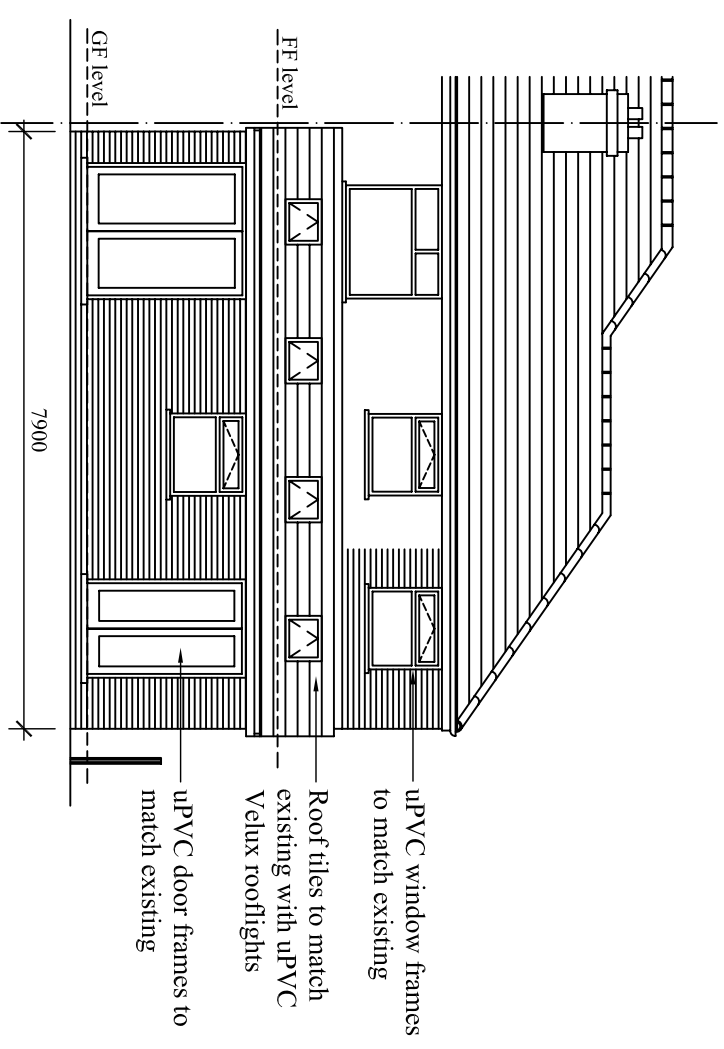 uPVC window frames
to match existing
Roof tiles to match
existing with uPVC
Velux rooflights
uPVC door frames to
match existing
FF level
GF level
7900